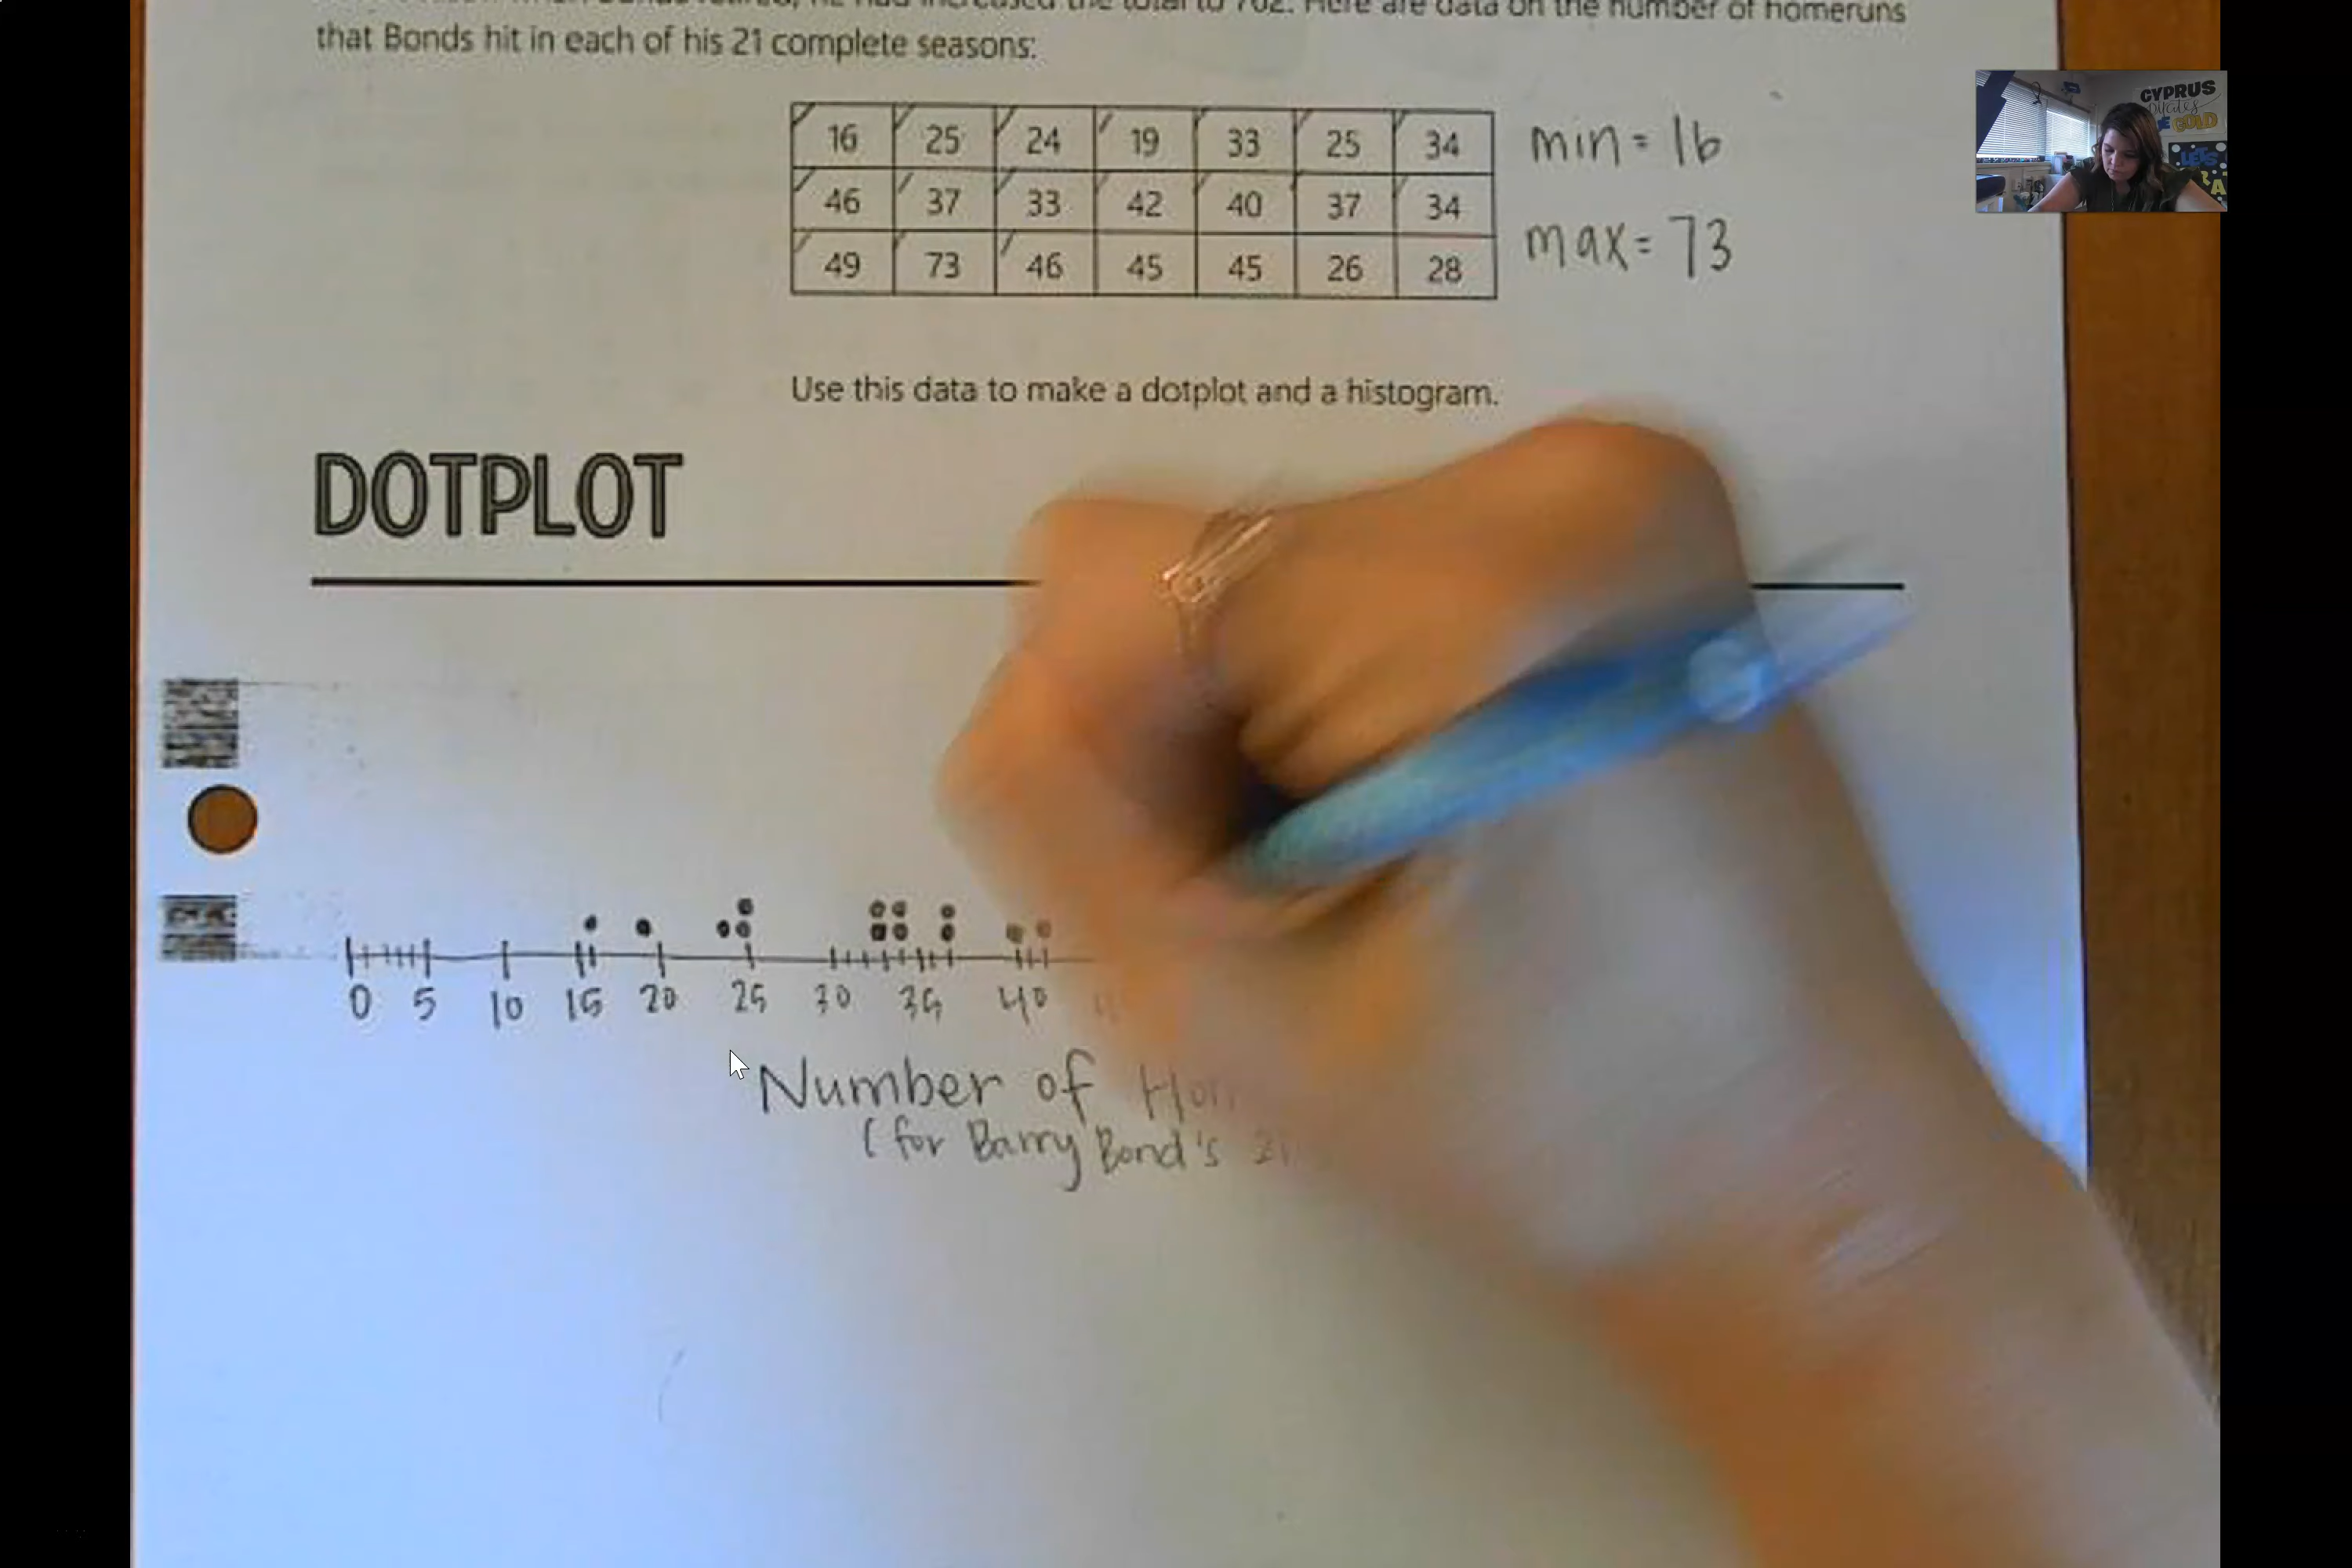 that Bonds hit in each of his 21 complete seasons:
16 25 24 19 33 25 34
46 37 33 42 40 37 34
49 73 46 45 45 26 28
min = 16
max = 73
CYPRUS
GOLD
LET'S
Use this data to make a dotplot and a histogram.
DOTPLOT
0 5 10 15 20 25 30 35 40
Number of
(for Barry Bond's